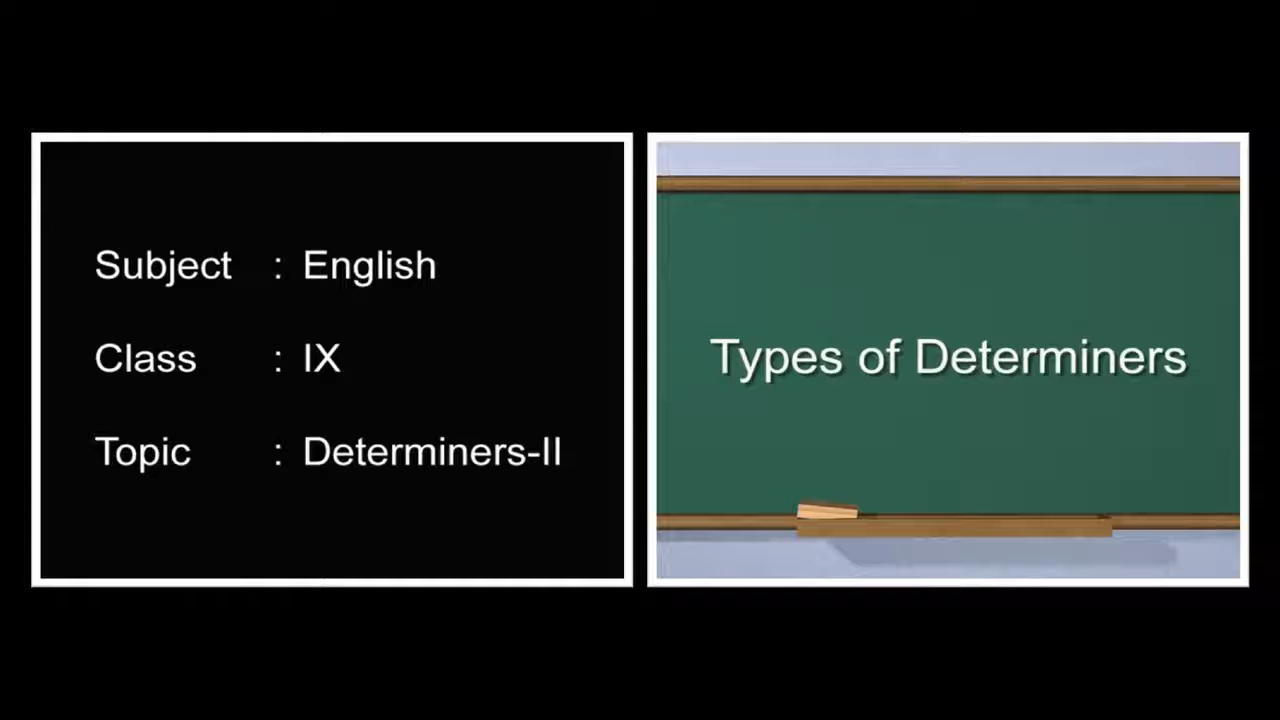 Subject : English
Class : IX
Topic : Determiners-II
Types of Determiners